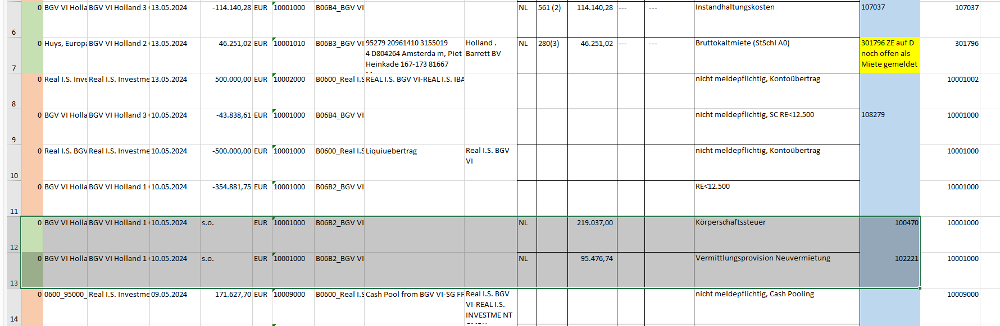 6 0 BGV VI Holla BGV VI Holland 3 13.05.2024 -114.140,28 EUR 10001000 B06B4_BGV VI NL 561 (2) 114.140,28 --- --- Instandhaltungskosten 107037 107037
7 0 Huys, Europa BGV VI Holland 2 13.05.2024 46.251,02 EUR 10001010 B06B3_BGV VI 95279 20961410 3155019 Holland . NL 280(3) 46.251,02 --- --- Bruttokaltmiete (StSchl A0) 301796 ZE auf D 301796
4 D804264 Amsterda m, Piet Barrett BV noch offen als
Heinkade 167-173 81667 Miete gemeldet
8 0 Real I.S. Inve Real I.S. Investme 13.05.2024 500.000,00 EUR 10002000 B0600_Real I.S REAL I.S. BGV VI-REAL I.S. IBA nicht meldepflichtig, Kontoübertrag 10001002
9 0 BGV VI Holla BGV VI Holland 3 10.05.2024 -43.838,61 EUR 10001000 B06B4_BGV VI nicht meldepflichtig, SC RE<12.500 108279 10001000
10 0 Real I.S. BGV Real I.S. Investme 10.05.2024 -500.000,00 EUR 10001000 B0600_Real I.S Liquiuebertrag Real I.S. BGV nicht meldepflichtig, Kontoübertrag 10001000
VI
11 0 BGV VI Holla BGV VI Holland 1 10.05.2024 -354.881,75 EUR 10001000 B06B2_BGV VI RE<12.500 10001000
12 0 BGV VI Holla BGV VI Holland 1 10.05.2024 s.o. EUR 10001000 B06B2_BGV VI NL 219.037,00 Körperschaftssteuer 100470 10001000
13 0 BGV VI Holla BGV VI Holland 1 10.05.2024 s.o. EUR 10001000 B06B2_BGV VI NL 95.476,74 Vermittlungsprovision Neuvermietung 102221 10001000
14 0 0600_95000_ Real I.S. Investme 09.05.2024 171.627,70 EUR 10009000 B0600_Real I.S Cash Pool from BGV VI-SG FF Real I.S. BGV nicht meldepflichtig, Cash Pooling 10009000
VI-REAL I.S.
INVESTME NT